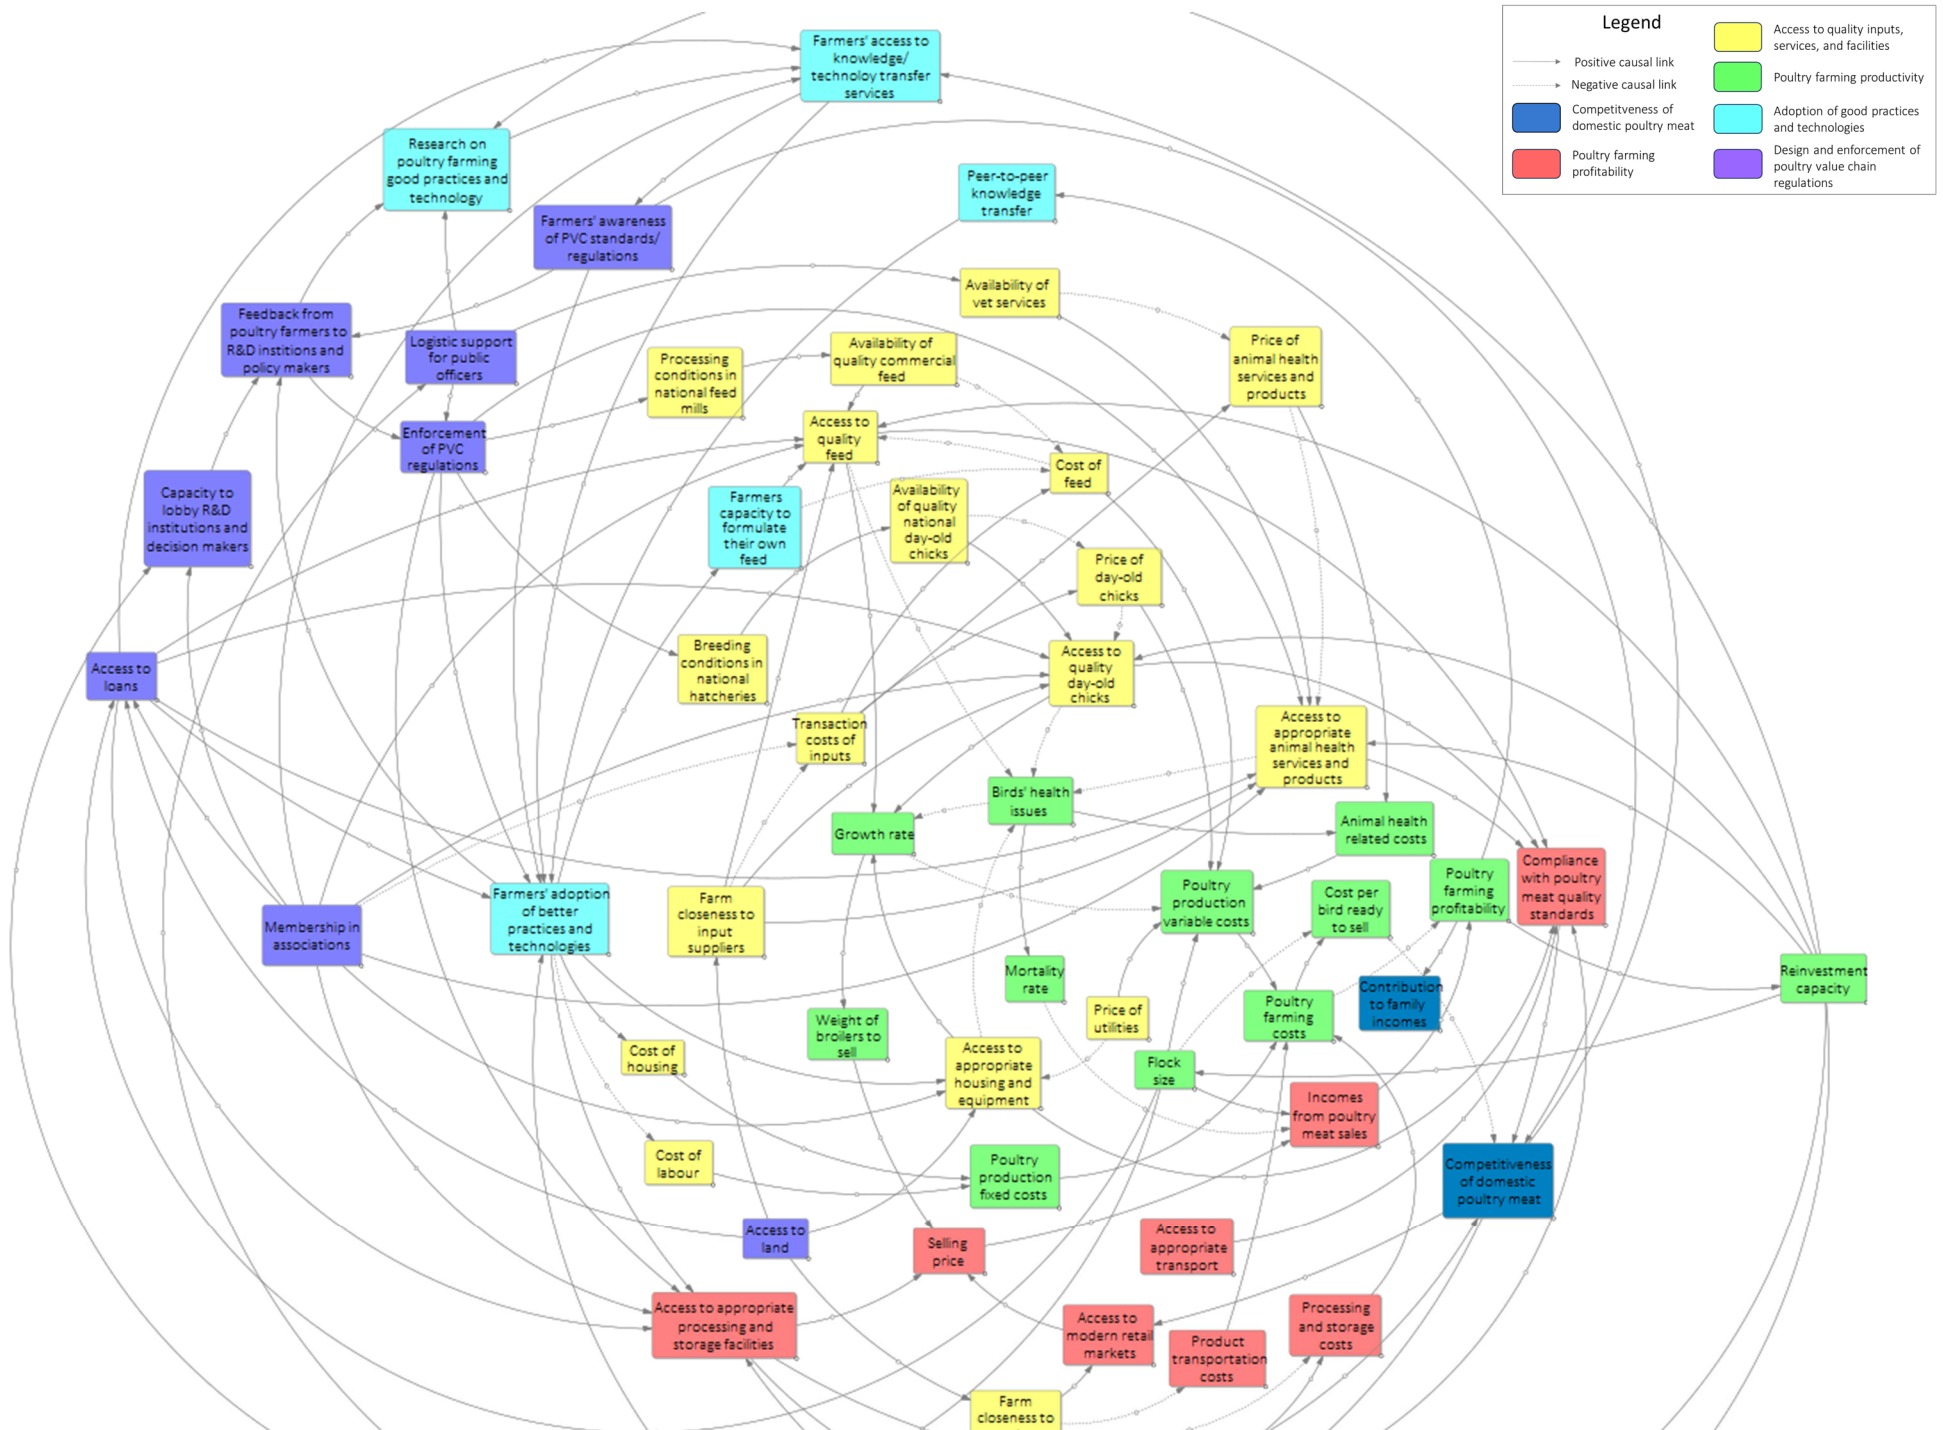 Legend
Positive causal link
Negative causal link
Competitveness of
domestic poultry meat
Poultry farming
profitability
Access to quality inputs,
services, and facilities
Poultry farming productivity
Adoption of good practices
and technologies
Design and enforcement of
poultry value chain
regulations
Farmers' access to
knowledge/
technoloy transfer
services
Research on
poultry farming
good practices and
technology
Peer-to-peer
knowledge
transfer
Farmers' awareness
of PVC standards/
regulations
Availability of
vet services
Feedback from
poultry farmers to
R&D institions and
policy makers
Logistic support
for public
officers
Processing
conditions in
national feed
mills
Availability of
quality commercial
feed
Price of
animal health
services and
products
Enforcement
of PVC
regulations
Access to
quality
feed
Cost of
feed
Capacity to
lobby R&D
institutions and
decision makers
Farmers
capacity to
formulate
their own
feed
Availability
of quality
national
day-old
chicks
Price of
day-old
chicks
Access to
loans
Breeding
conditions in
national
hatcheries
Access to
quality
day-old
chicks
Transaction
costs of
inputs
Access to
appropriate
animal health
services and
products
Birds' health
issues
Growth rate
Animal health
related costs
Membership in
associations
Farmers' adoption
of better
practices and
technologies
Farm
closeness to
input
suppliers
Poultry
production
variable costs
Cost per
bird ready
to sell
Poultry
farming
profitability
Compliance
with poultry
meat quality
standards
Mortality
rate
Reinvestment
capacity
Contribution
to family
incomes
Price of
utilities
Poultry
farming
costs
Weight of
broilers to
sell
Cost of
housing
Access to
appropriate
housing and
equipment
Flock
size
Incomes
from poultry
meat sales
Cost of
labour
Poultry
production
fixed costs
Competitiveness
of domestic
poultry meat
Access to
land
Selling
price
Access to
appropriate
transport
Access to appropriate
processing and
storage facilities
Access to
modern retail
markets
Product
transportation
costs
Processing
and storage
costs
Farm
closeness to